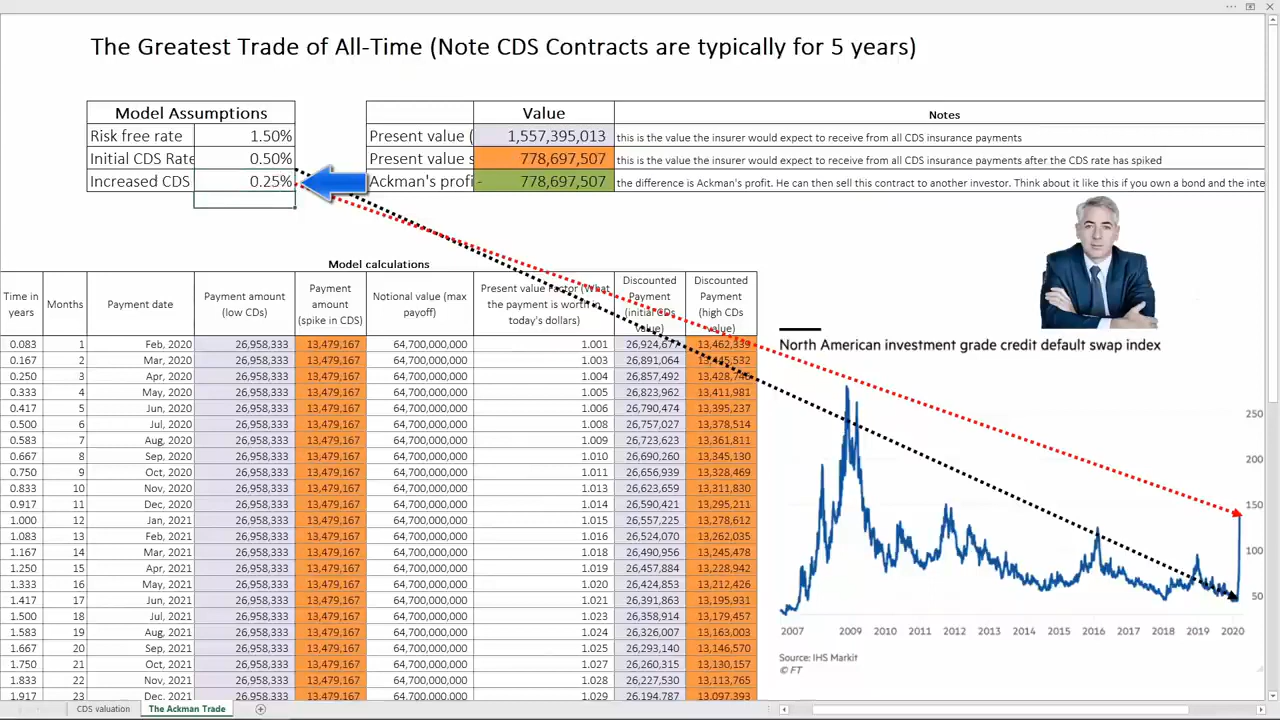 The Greatest Trade of All-Time (Note CDS Contracts are typically for 5 years)
Model Assumptions
Risk free rate 1.50%
Initial CDS Rate 0.50%
Increased CDS 0.25%
Value Notes
Present value ( 1,557,395,013 this is the value the insurer would expect to receive from all CDS insurance payments
Present value s 778,697,507 this is the value the insurer would expect to receive from all CDS insurance payments after the CDS rate has spiked
Ackman's profi - 778,697,507 the difference is Ackman's profit. He can then sell this contract to another investor. Think about it like this if you own a bond and the inte
Model calculations
Time in years Months Payment date Payment amount (low CDs) Payment amount (spike in CDS) Notional value (max payoff) Present value factor (What the payment is worth in today's dollars) Discounted Payment (initial CDs value) Discounted Payment (high CDs value)
0.083 1 Feb, 2020 26,958,333 13,479,167 64,700,000,000 1.001 26,924,67 13,462,339
0.167 2 Mar, 2020 26,958,333 13,479,167 64,700,000,000 1.003 26,891,064 13,445,532
0.250 3 Apr, 2020 26,958,333 13,479,167 64,700,000,000 1.004 26,857,492 13,428,746
0.333 4 May, 2020 26,958,333 13,479,167 64,700,000,000 1.005 26,823,962 13,411,981
0.417 5 Jun, 2020 26,958,333 13,479,167 64,700,000,000 1.006 26,790,474 13,395,237
0.500 6 Jul, 2020 26,958,333 13,479,167 64,700,000,000 1.008 26,757,027 13,378,514
0.583 7 Aug, 2020 26,958,333 13,479,167 64,700,000,000 1.009 26,723,623 13,361,811
0.667 8 Sep, 2020 26,958,333 13,479,167 64,700,000,000 1.010 26,690,260 13,345,130
0.750 9 Oct, 2020 26,958,333 13,479,167 64,700,000,000 1.011 26,656,939 13,328,469
0.833 10 Nov, 2020 26,958,333 13,479,167 64,700,000,000 1.013 26,623,659 13,311,830
0.917 11 Dec, 2020 26,958,333 13,479,167 64,700,000,000 1.014 26,590,421 13,295,211
1.000 12 Jan, 2021 26,958,333 13,479,167 64,700,000,000 1.015 26,557,225 13,278,612
1.083 13 Feb, 2021 26,958,333 13,479,167 64,700,000,000 1.016 26,524,070 13,262,035
1.167 14 Mar, 2021 26,958,333 13,479,167 64,700,000,000 1.018 26,490,956 13,245,478
1.250 15 Apr, 2021 26,958,333 13,479,167 64,700,000,000 1.019 26,457,884 13,228,942
1.333 16 May, 2021 26,958,333 13,479,167 64,700,000,000 1.020 26,424,853 13,212,426
1.417 17 Jun, 2021 26,958,333 13,479,167 64,700,000,000 1.021 26,391,863 13,195,931
1.500 18 Jul, 2021 26,958,333 13,479,167 64,700,000,000 1.023 26,358,914 13,179,457
1.583 19 Aug, 2021 26,958,333 13,479,167 64,700,000,000 1.024 26,326,007 13,163,003
1.667 20 Sep, 2021 26,958,333 13,479,167 64,700,000,000 1.025 26,293,140 13,146,570
1.750 21 Oct, 2021 26,958,333 13,479,167 64,700,000,000 1.027 26,260,315 13,130,157
1.833 22 Nov, 2021 26,958,333 13,479,167 64,700,000,000 1.028 26,227,530 13,113,765
1.917 23 Dec, 2021 26,958,333 13,479,167 64,700,000,000 1.029 26,194,787 13,097,393
North American investment grade credit default swap index
250
200
150
100
50
2007 2009 2010 2011 2012 2013 2014 2015 2016 2017 2018 2019 2020
Source: IHS Markit
© FT
CDS valuation The Ackman Trade